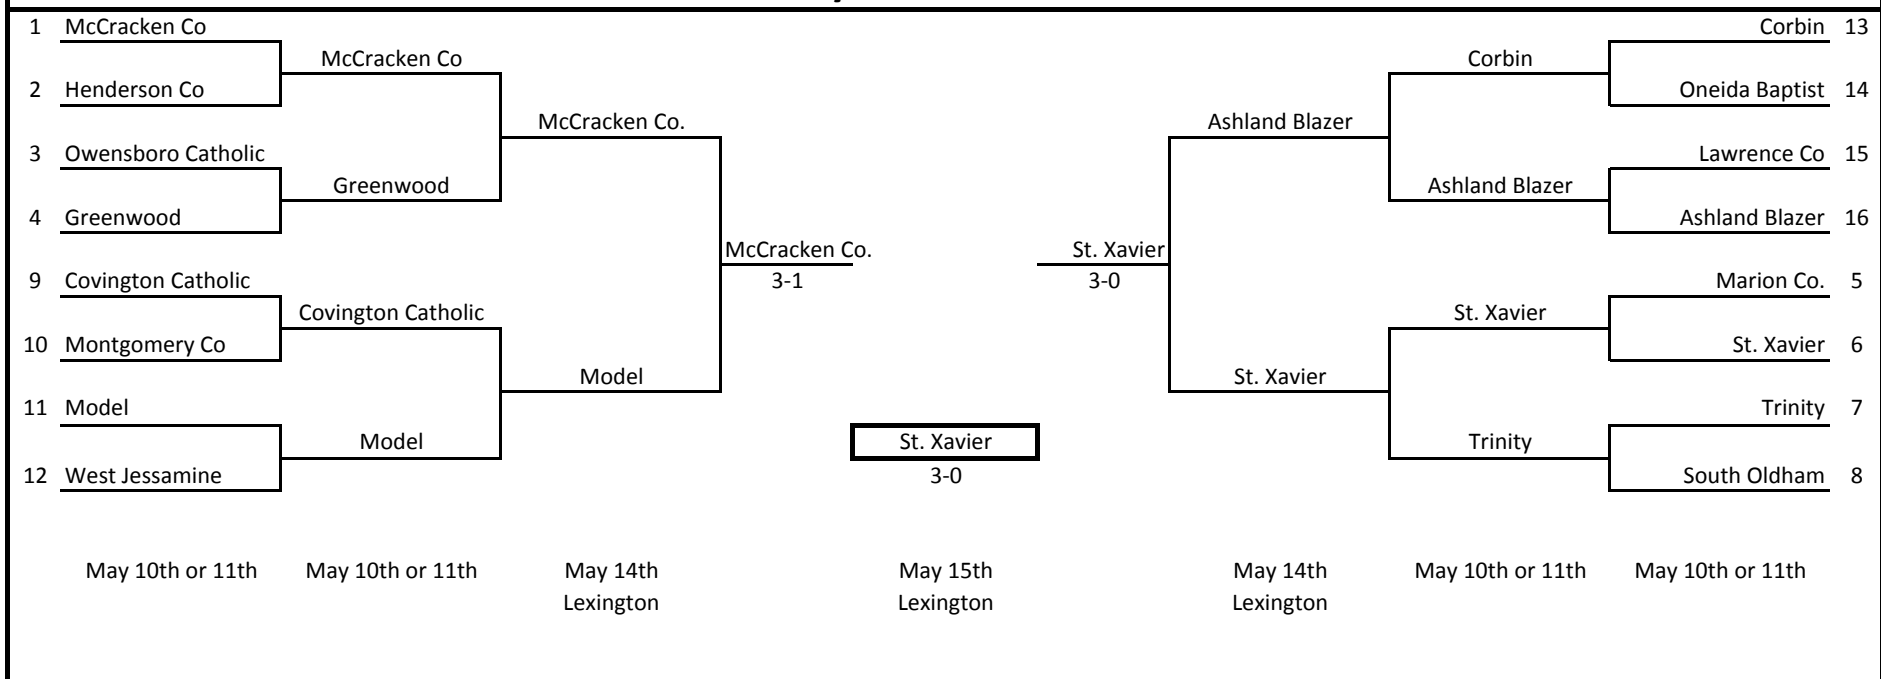 1 McCracken Co
Corbin 13
McCracken Co
Corbin
2 Henderson Co
Oneida Baptist 14
McCracken Co.
Ashland Blazer
3 Owensboro Catholic
Lawrence Co 15
Greenwood
Ashland Blazer
4 Greenwood
Ashland Blazer 16
McCracken Co.
St. Xavier
9 Covington Catholic
3-1
3-0
Marion Co. 5
Covington Catholic
St. Xavier
10 Montgomery Co
St. Xavier 6
Model
St. Xavier
11 Model
Trinity 7
Model
St. Xavier
Trinity
12 West Jessamine
3-0
South Oldham 8
May 10th or 11th
May 10th or 11th
May 14th
May 15th
May 14th
May 10th or 11th
May 10th or 11th
Lexington
Lexington
Lexington